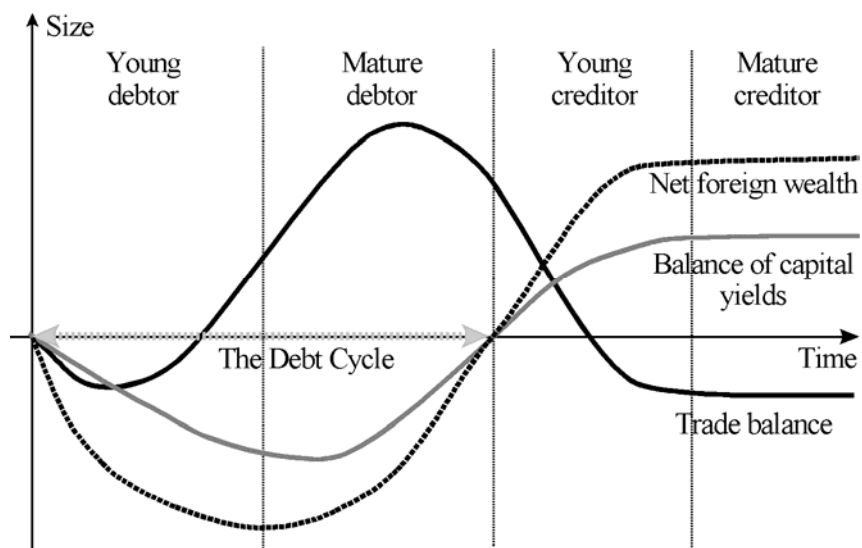 Size
Young
debtor
Mature
debtor
Young
creditor
Mature
creditor
Net foreign wealth
Balance of capital
yields
The Debt Cycle
Time
Trade balance